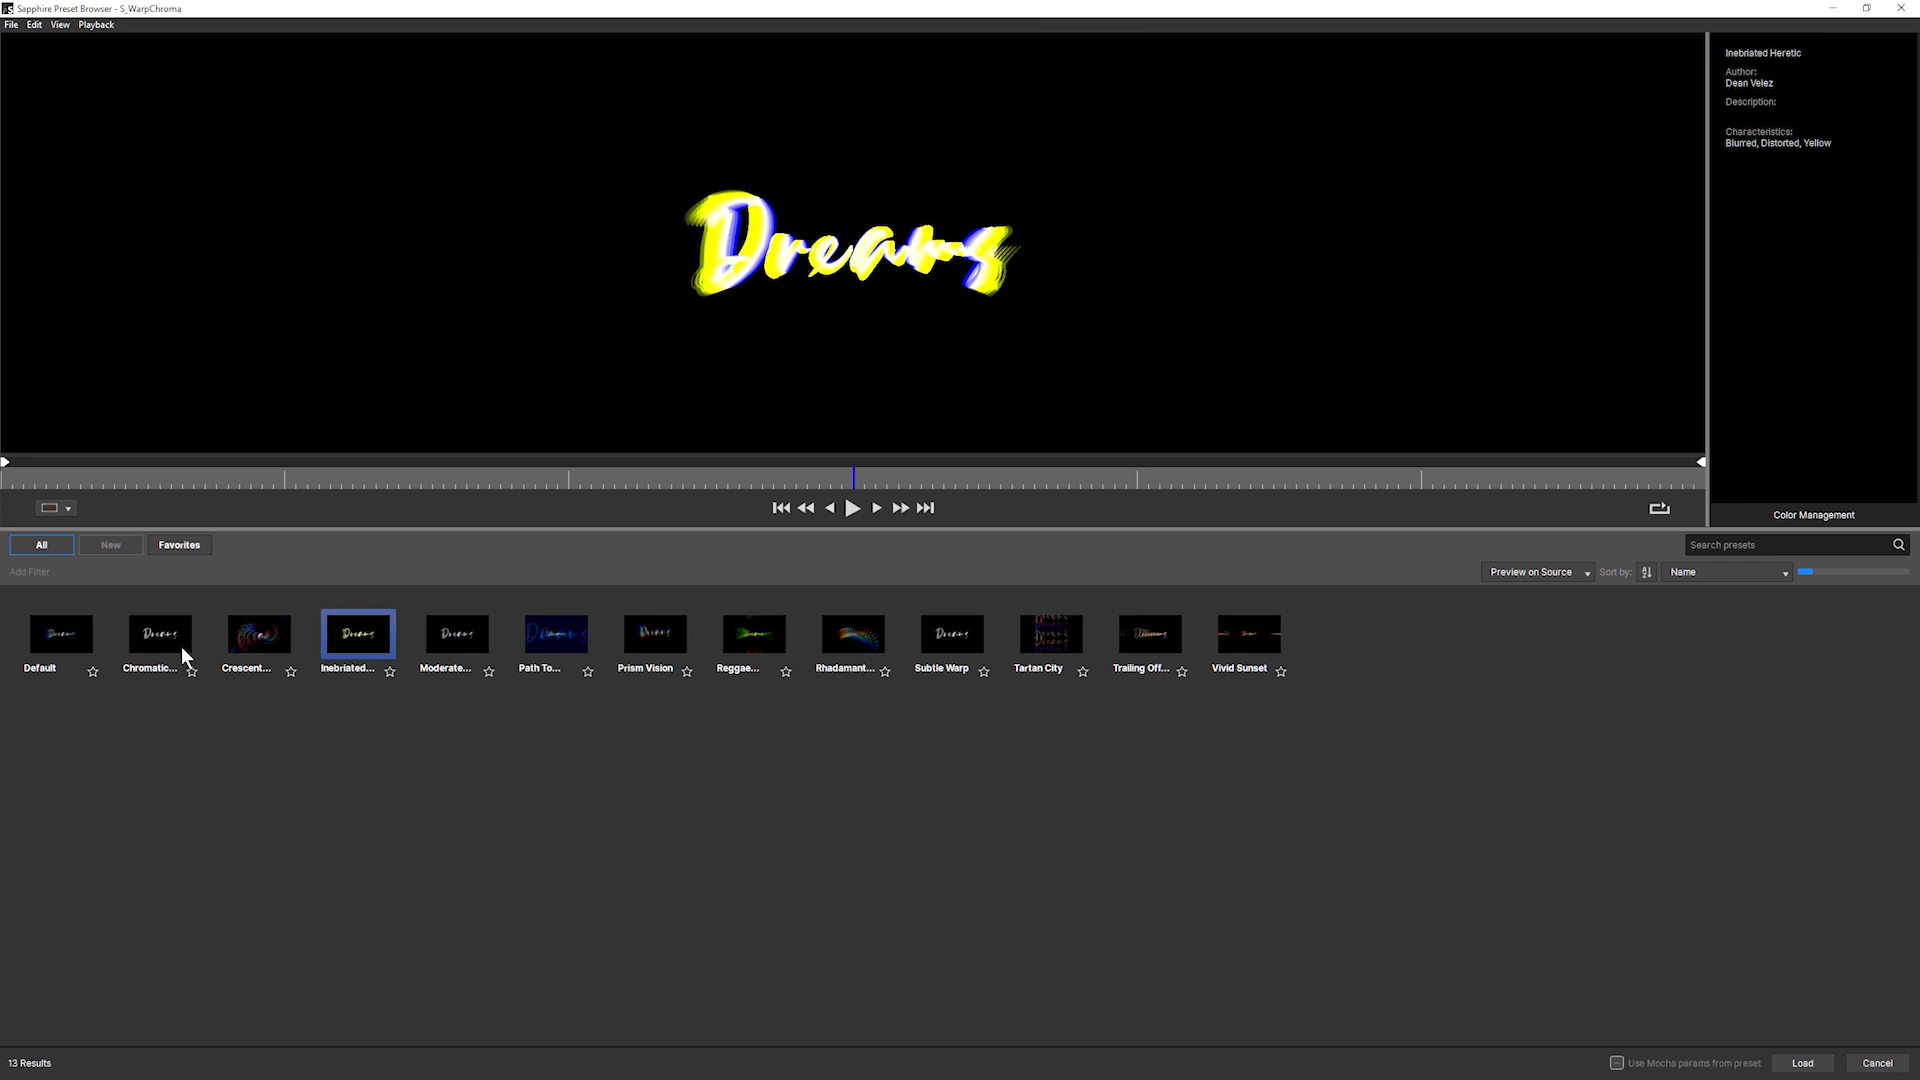 Sapphire Preset Browser - S_WarpChroma
File Edit View Playback
Inebriated Heretic
Author:
Dean Velez
Description:
Characteristics:
Blurred, Distorted, Yellow
Dreams
Color Management
All New Favorites Search presets
Add Filter Preview on Source Sort by: Name
Default Chromatic... Crescent... Inebriated... Moderate... Path To... Prism Vision Reggae... Rhadamant... Subtle Warp Tartan City Trailing Off... Vivid Sunset
13 Results Use Mocha params from preset Load Cancel